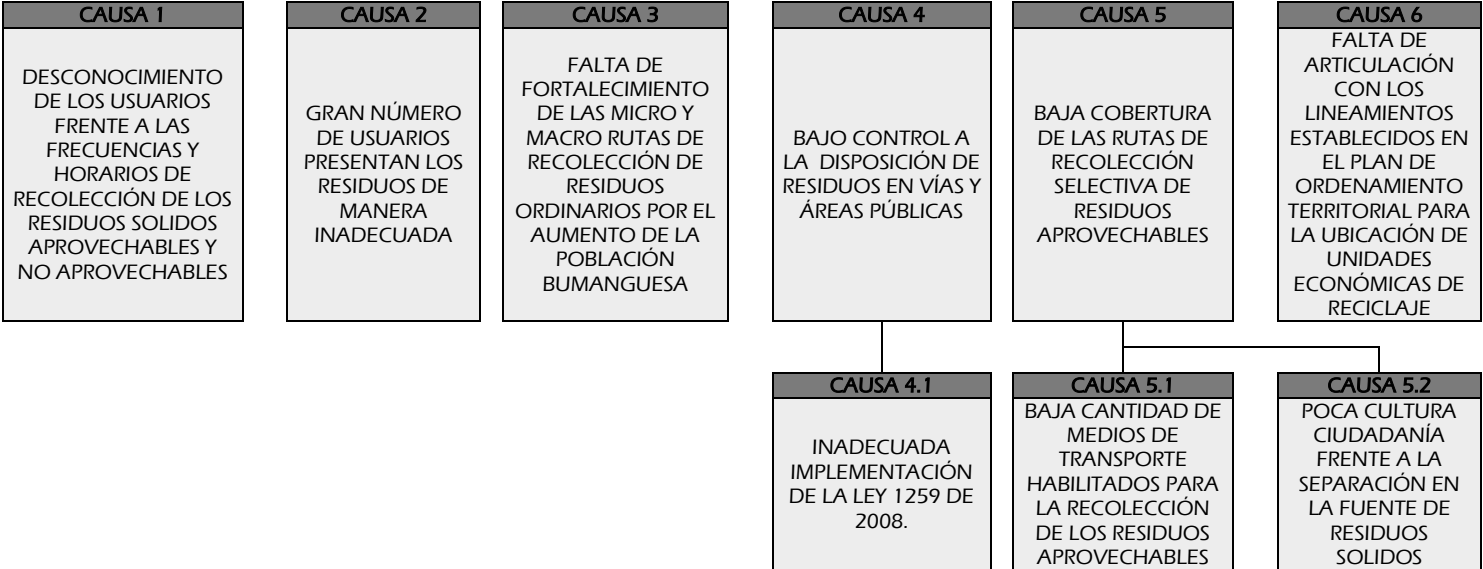 CAUSA 1
DESCONOCIMIENTO
DE LOS USUARIOS
FRENTE A LAS
FRECUENCIAS Y
HORARIOS DE
RECOLECCIÓN DE LOS
RESIDUOS SOLIDOS
APROVECHABLES Y
NO APROVECHABLES
CAUSA 2
GRAN NÚMERO
DE USUARIOS
PRESENTAN LOS
RESIDUOS DE
MANERA
INADECUADA
CAUSA 3
FALTA DE
FORTALECIMIENTO
DE LAS MICRO Y
MACRO RUTAS DE
RECOLECCIÓN DE
RESIDUOS
ORDINARIOS POR EL
AUMENTO DE LA
POBLACIÓN
BUMANGUESA
CAUSA 4
BAJO CONTROL A
LA DISPOSICIÓN DE
RESIDUOS EN VÍAS Y
ÁREAS PÚBLICAS
CAUSA 5
BAJA COBERTURA
DE LAS RUTAS DE
RECOLECCIÓN
SELECTIVA DE
RESIDUOS
APROVECHABLES
CAUSA 6
FALTA DE
ARTICULACIÓN
CON LOS
LINEAMIENTOS
ESTABLECIDOS EN
EL PLAN DE
ORDENAMIENTO
TERRITORIAL PARA
LA UBICACIÓN DE
UNIDADES
ECONÓMICAS DE
RECICLAJE
CAUSA 4.1
INADECUADA
IMPLEMENTACIÓN
DE LA LEY 1259 DE
2008.
CAUSA 5.1
BAJA CANTIDAD DE
MEDIOS DE
TRANSPORTE
HABILITADOS PARA
LA RECOLECCIÓN
DE LOS RESIDUOS
APROVECHABLES
CAUSA 5.2
POCA CULTURA
CIUDADANÍA
FRENTE A LA
SEPARACIÓN EN
LA FUENTE DE
RESIDUOS
SOLIDOS